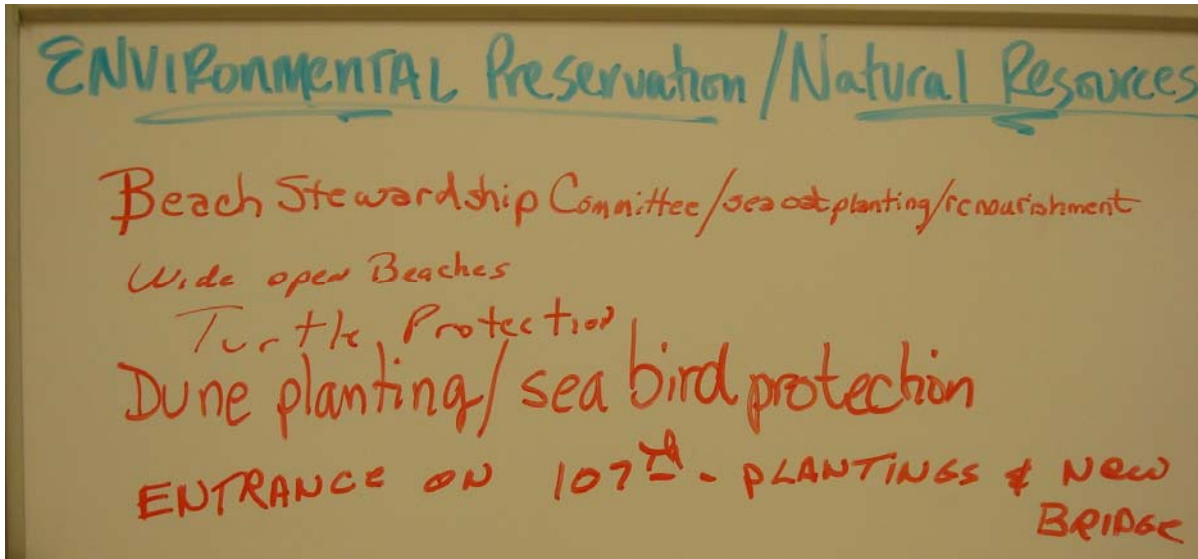 ENVIRONMENTAL Preservation/Natural Resources
Beach Stewardship Committee/sea oat planting/renourishment
Wide open Beaches
Turtle Protection
Dune planting/sea bird protection
ENTRANCE ON 107th - PLANTINGS & NEW
BRIDGE